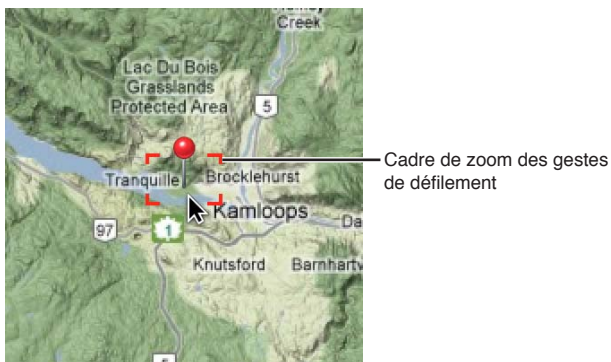 Creek
Lac Du Bois
Grasslands
Protected Area
5
Cadre de zoom des gestes
de défilement
Tranquille
Brocklehurst
Kamloops
97
1
Da
Knutsford
Barnhartv